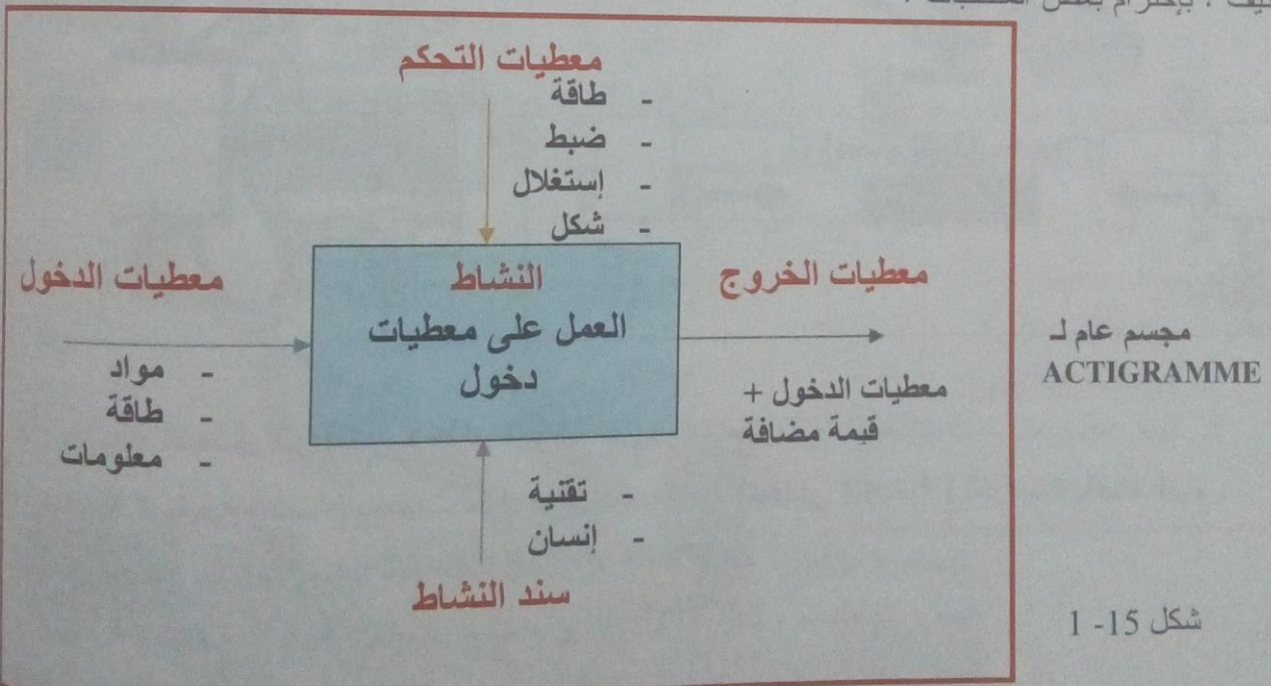 معطيات التحكم
- طاقة
- ضبط
- إستغلال
- شكل
معطيات الدخول
- مواد
- طاقة
- معلومات
النشاط
العمل على معطيات
دخول
معطيات الخروج
معطيات الدخول +
قيمة مضافة
- تقنية
- إنسان
سند النشاط
مجسم عام لـ
ACTIGRAMME
شكل 15- 1